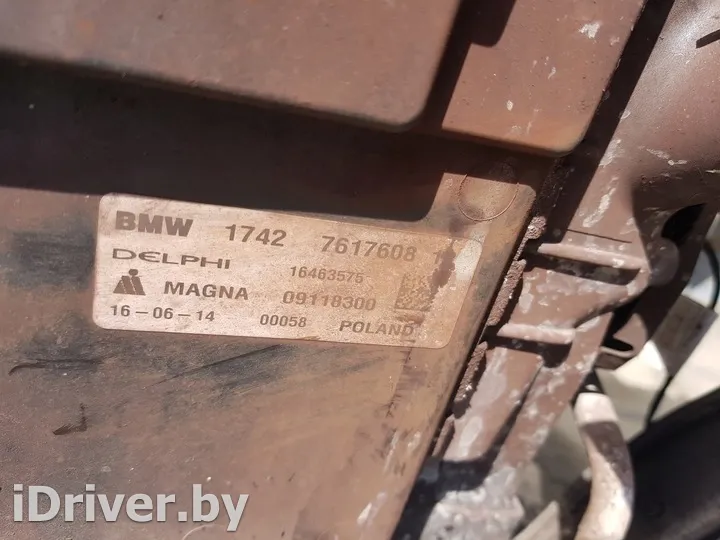 BMW 1742 7617608
DELPHI 16463575
MAGNA 09118300
16-06-14 00058 POLAND
iDriver.by